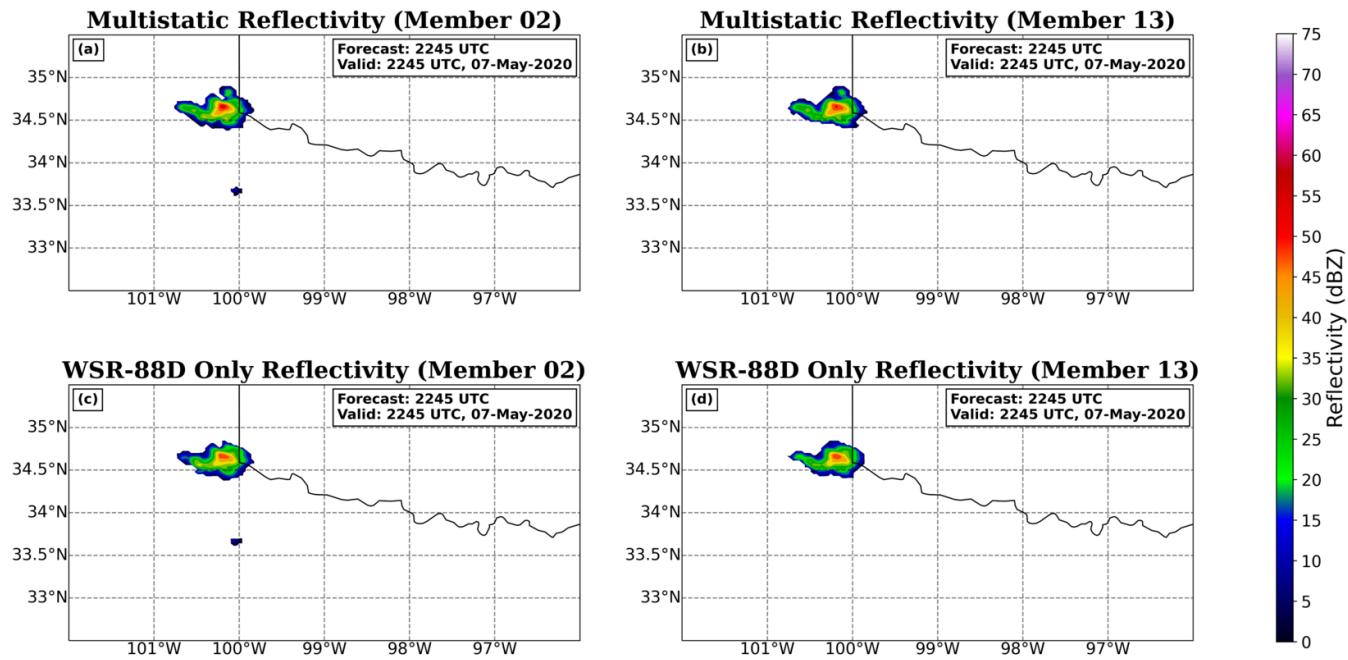 Multistatic Reflectivity (Member 02)
(a)
Forecast: 2245 UTC
Valid: 2245 UTC, 07-May-2020
35°N
34.5°N
34°N
33.5°N
33°N
101°W 100°W 99°W 98°W 97°W
Multistatic Reflectivity (Member 13)
(b)
Forecast: 2245 UTC
Valid: 2245 UTC, 07-May-2020
35°N
34.5°N
34°N
33.5°N
33°N
101°W 100°W 99°W 98°W 97°W
WSR-88D Only Reflectivity (Member 02)
(c)
Forecast: 2245 UTC
Valid: 2245 UTC, 07-May-2020
35°N
34.5°N
34°N
33.5°N
33°N
101°W 100°W 99°W 98°W 97°W
WSR-88D Only Reflectivity (Member 13)
(d)
Forecast: 2245 UTC
Valid: 2245 UTC, 07-May-2020
35°N
34.5°N
34°N
33.5°N
33°N
101°W 100°W 99°W 98°W 97°W
75
70
65
60
55
50
45
40
35
30
25
20
15
10
5
0
Reflectivity (dBZ)